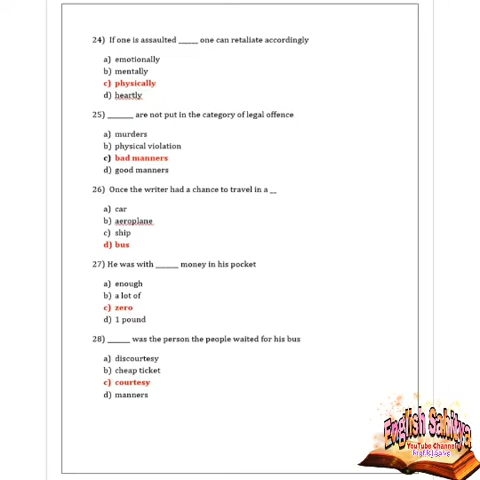 24) If one is assaulted _____ one can retaliate accordingly
a) emotionally
b) mentally
c) physically
d) heartly
25) ______ are not put in the category of legal offence
a) murders
b) physical violation
c) bad manners
d) good manners
26) Once the writer had a chance to travel in a __
a) car
b) aeroplane
c) ship
d) bus
27) He was with _____ money in his pocket
a) enough
b) a lot of
c) zero
d) 1 pound
28) _____ was the person the people waited for his bus
a) discourtesy
b) cheap ticket
c) courtesy
d) manners
English Sahitya
YouTube Channel